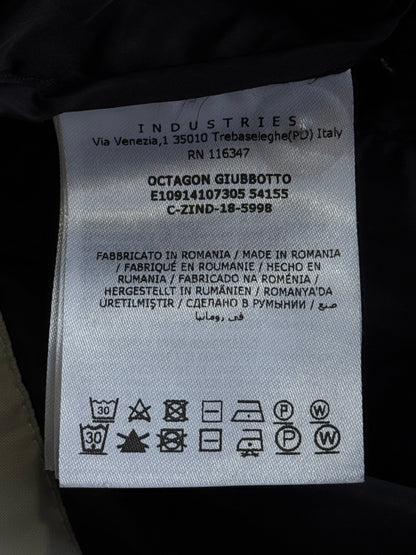 INDUSTRIES
Via Venezia,1 35010 Trebaseleghe(PD) Italy
RN 116347
OCTAGON GIUBBOTTO
E10914107305 54155
C-ZIND-18-5998
FABBRICATO IN ROMANIA / MADE IN ROMANIA
/ FABRIQUÉ EN ROUMANIE / HECHO EN
RUMANIA / FABRICADO NA ROMÉNIA /
HERGESTELLT IN RUMÄNIEN / ROMANYA'DA
ÜRETILMIŞTIR / СДЕЛАНО В РУМЫНИИ / صنع
في رومانيا
30 P W
30 P W